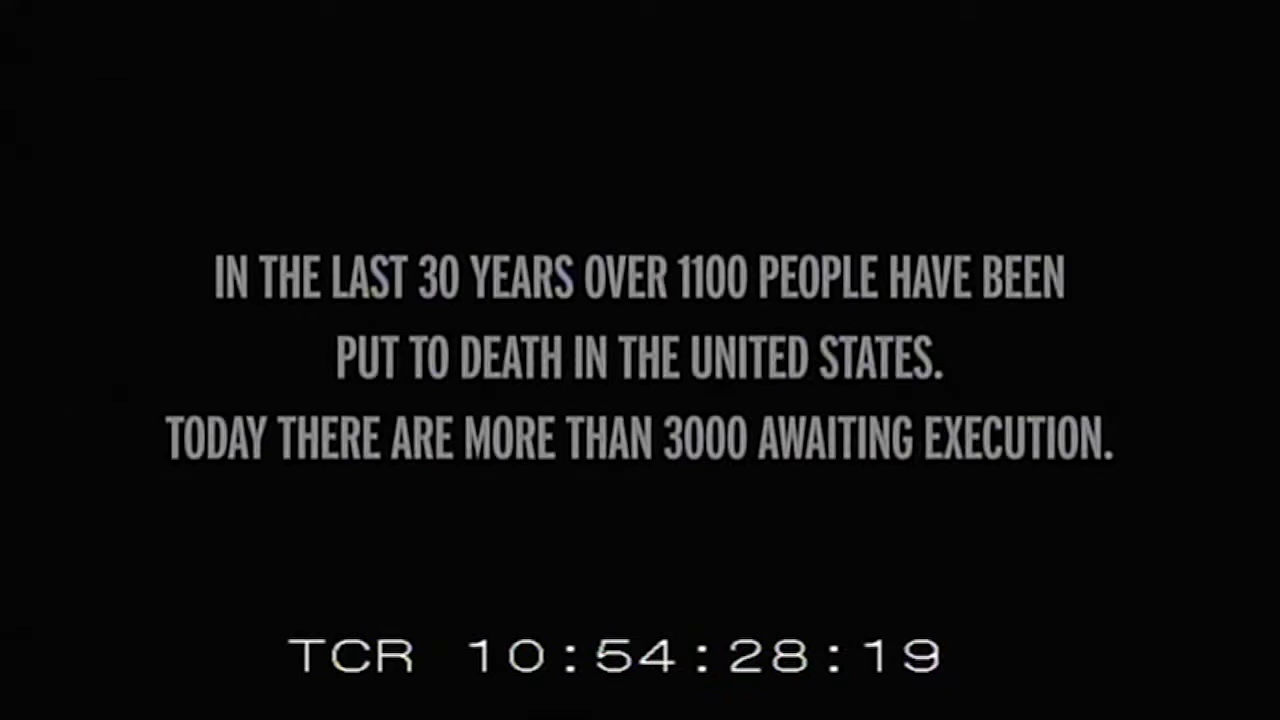 IN THE LAST 30 YEARS OVER 1100 PEOPLE HAVE BEEN
PUT TO DEATH IN THE UNITED STATES.
TODAY THERE ARE MORE THAN 3000 AWAITING EXECUTION.
TCR 10:54:28:19